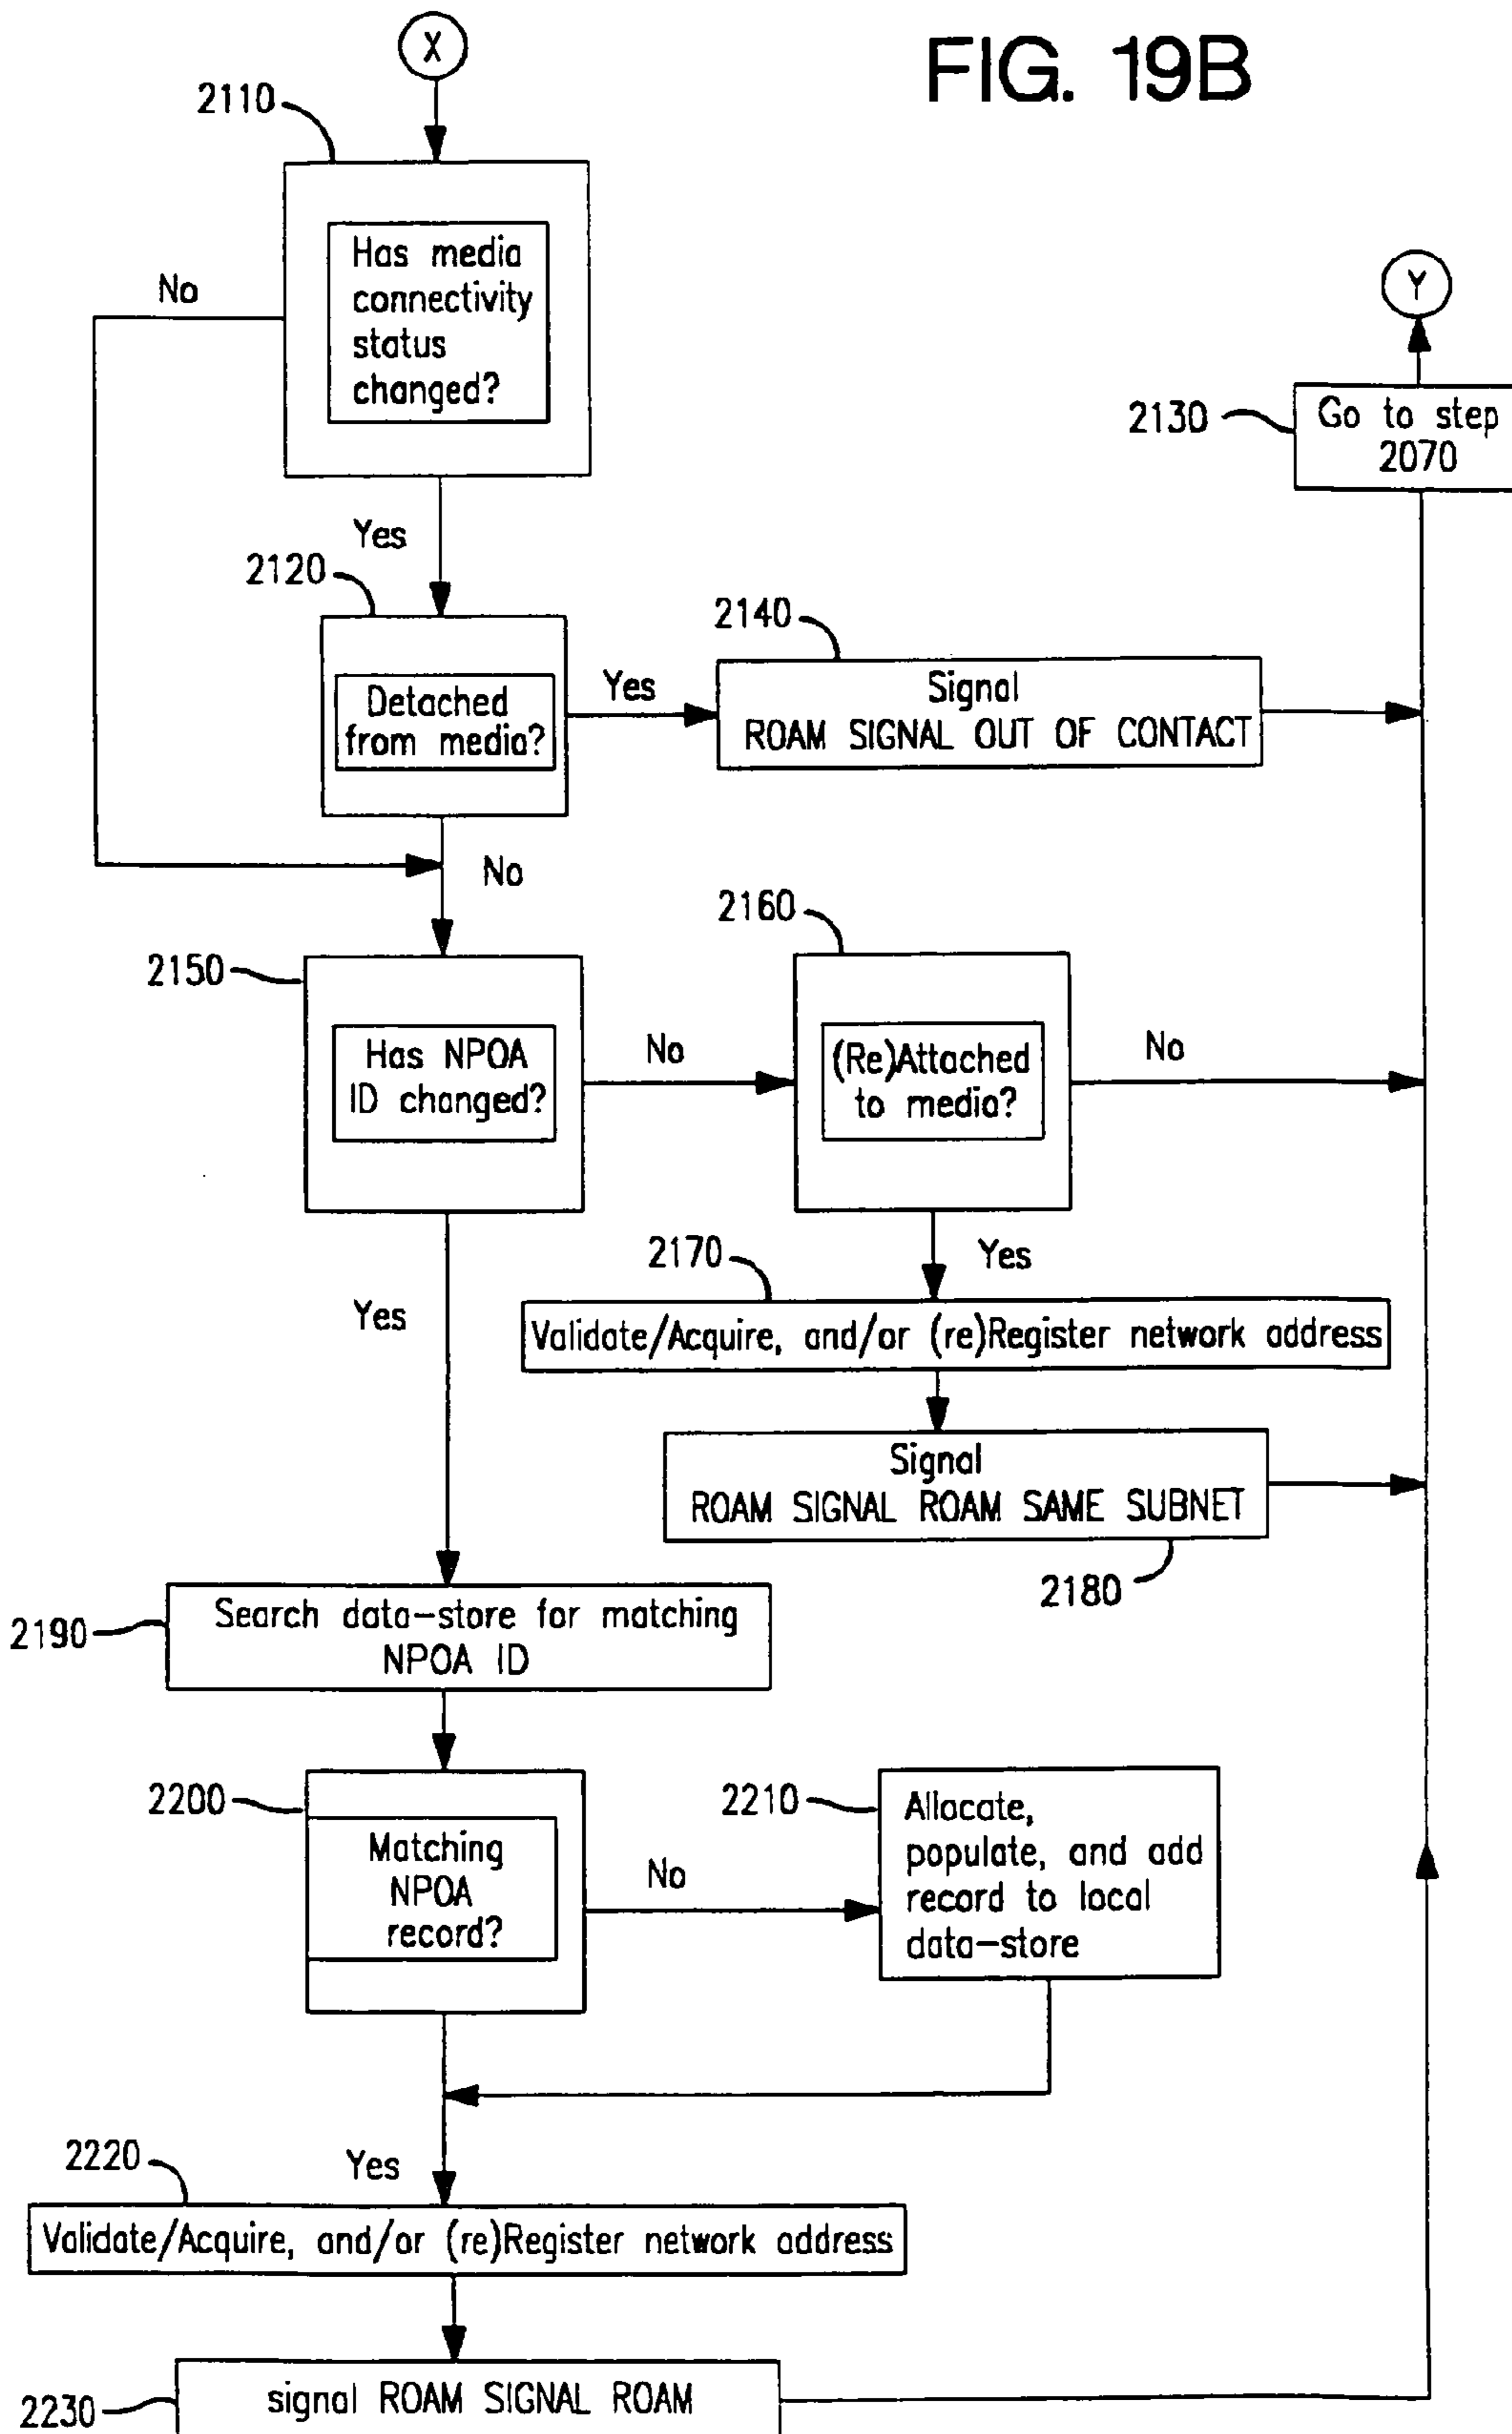 FIG. 19B
X
2110
Has media
connectivity
status
changed?
No
Y
2130
Go to step
2070
Yes
2120
Detached
from media?
Yes
2140
Signal
ROAM SIGNAL OUT OF CONTACT
No
2150
Has NPOA
ID changed?
No
2160
(Re)Attached
to media?
No
Yes
2170
Validate/Acquire, and/or (re)Register network address
Signal
ROAM SIGNAL ROAM SAME SUBNET
2180
Yes
2190
Search data-store for matching
NPOA ID
2200
Matching
NPOA
record?
No
2210
Allocate,
populate, and add
record to local
data-store
Yes
2220
Validate/Acquire, and/or (re)Register network address
2230
signal ROAM SIGNAL ROAM